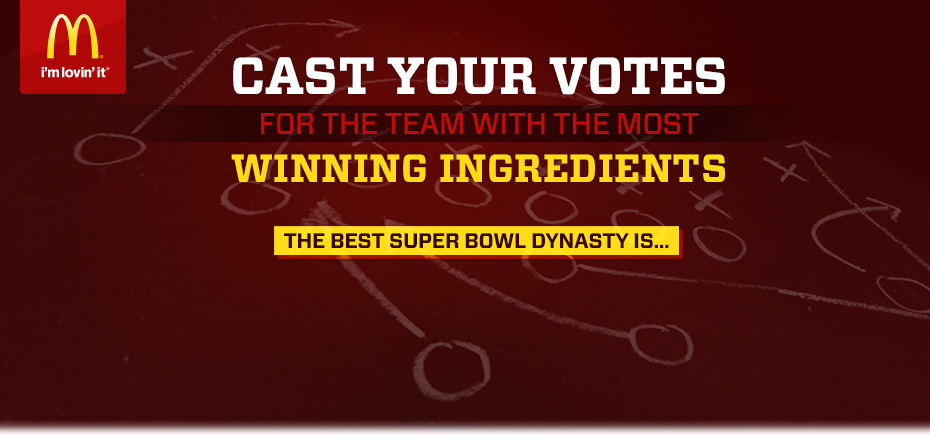 i'm lovin' it®
CAST YOUR VOTES
FOR THE TEAM WITH THE MOST
WINNING INGREDIENTS
THE BEST SUPER BOWL DYNASTY IS...